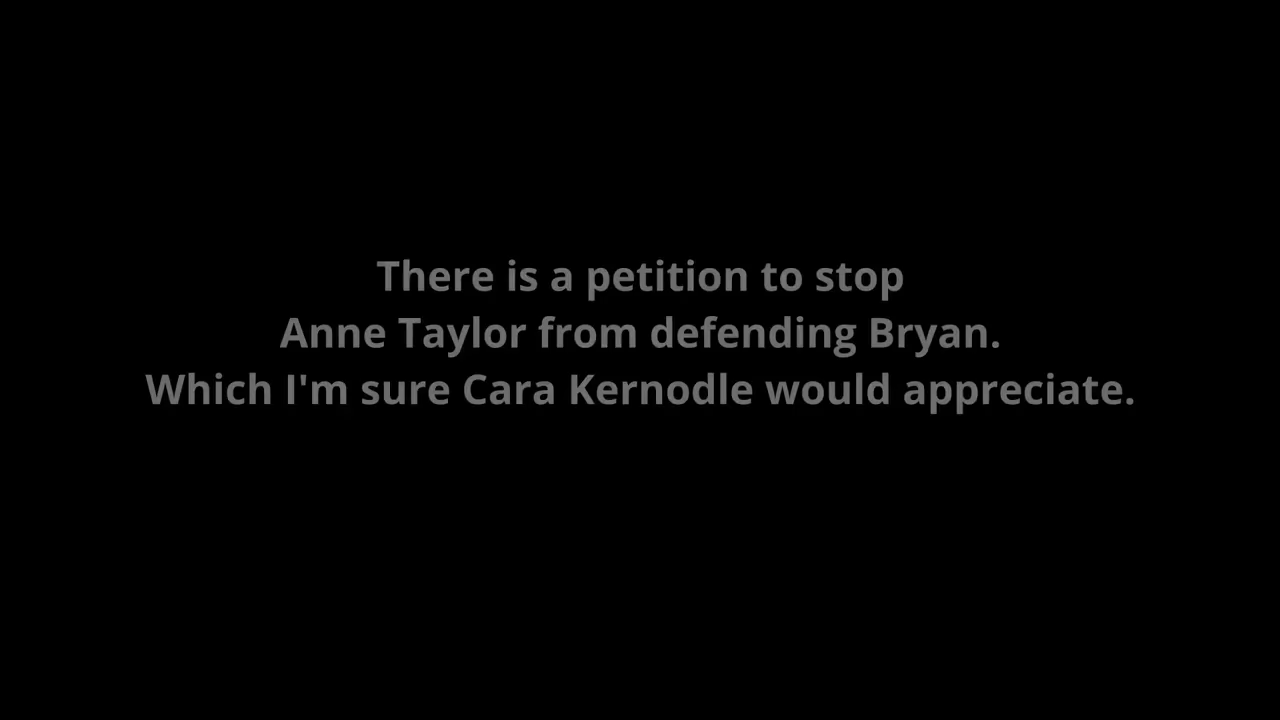 There is a petition to stop
Anne Taylor from defending Bryan.
Which I'm sure Cara Kernodle would appreciate.